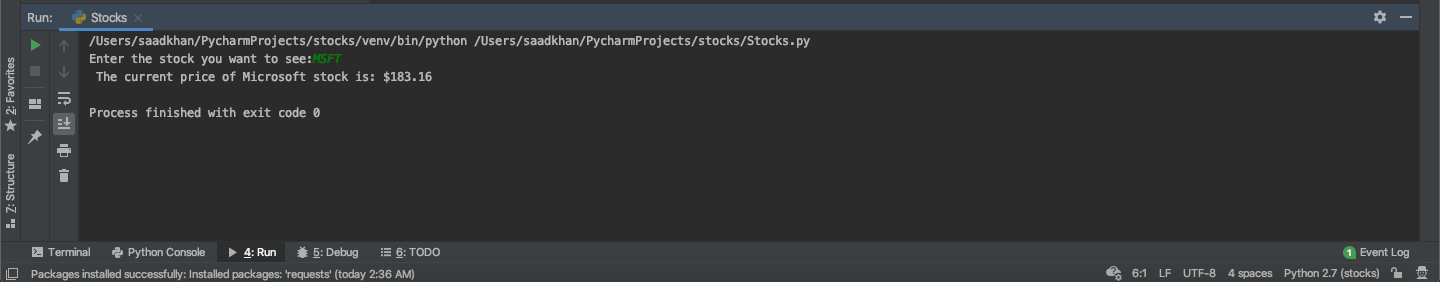 Run: Stocks
/Users/saadkhan/PycharmProjects/stocks/venv/bin/python /Users/saadkhan/PycharmProjects/stocks/Stocks.py
Enter the stock you want to see:MSFT
The current price of Microsoft stock is: $183.16
Process finished with exit code 0
2: Favorites
Z: Structure
Terminal Python Console 4: Run 5: Debug 6: TODO 1 Event Log
Packages installed successfully: Installed packages: 'requests' (today 2:36 AM) 6:1 LF UTF-8 4 spaces Python 2.7 (stocks)